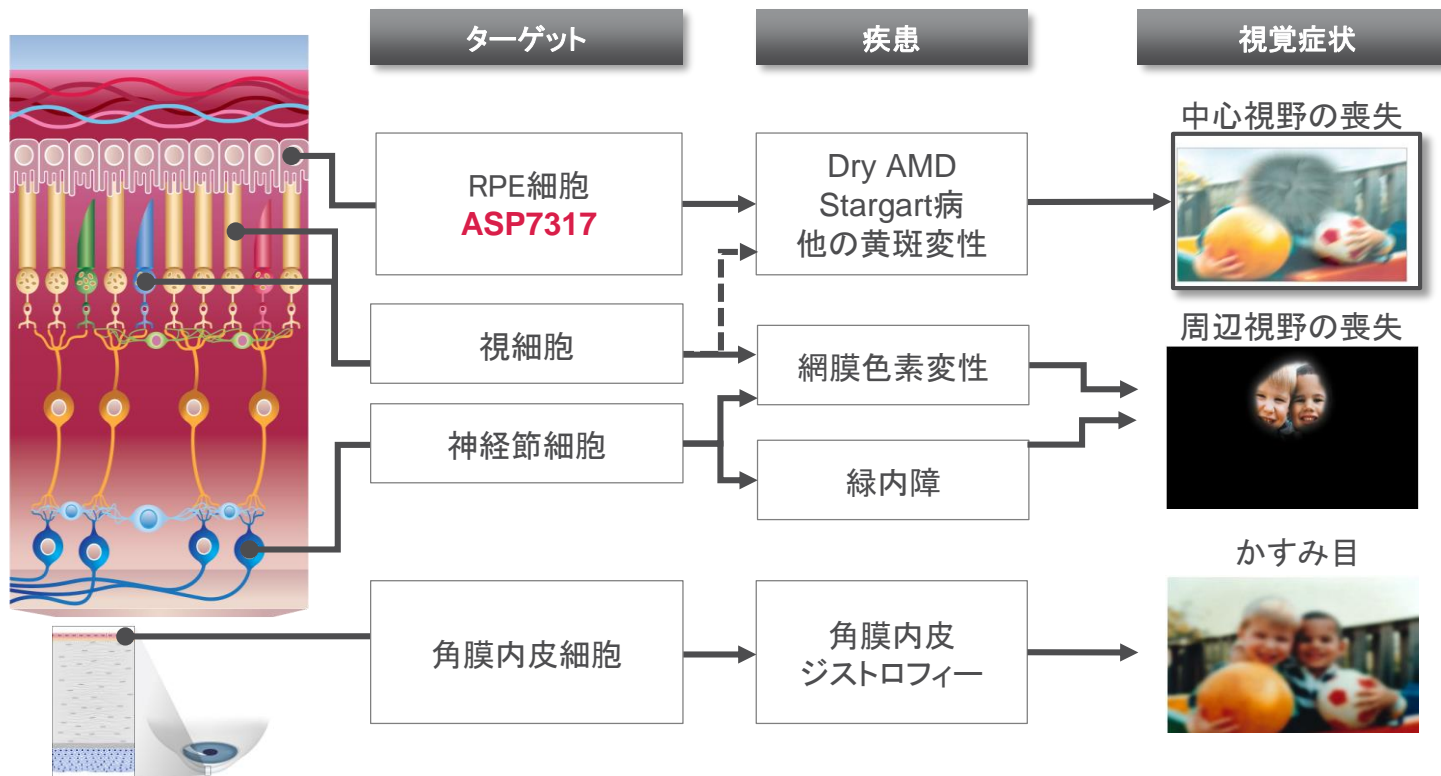 ターゲット
疾患
視覚症状
RPE細胞
ASP7317
Dry AMD
Stargart病
他の黄斑変性
中心視野の喪失
視細胞
網膜色素変性
周辺視野の喪失
神経節細胞
緑内障
角膜内皮細胞
角膜内皮
ジストロフィー
かすみ目